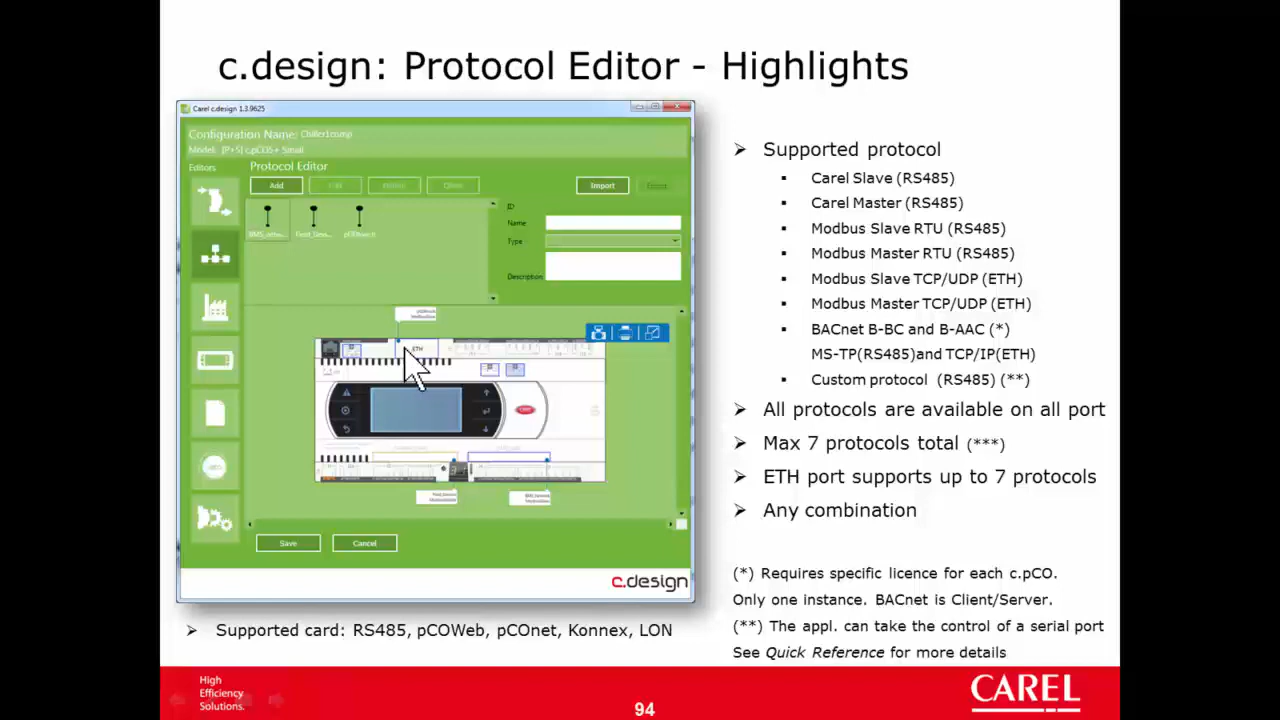 c.design: Protocol Editor - Highlights
Carel c.design 1.3.9625
Configuration Name: Chiller1comp
Model: [P+5] c.pCO5+ Small
Editors
Protocol Editor
Add
Import
ID
Name:
Type
Description:
ETH
Save
Cancel
c.design
➢ Supported card: RS485, pCOWeb, pCOnet, Konnex, LON
➢ Supported protocol
▪ Carel Slave (RS485)
▪ Carel Master (RS485)
▪ Modbus Slave RTU (RS485)
▪ Modbus Master RTU (RS485)
▪ Modbus Slave TCP/UDP (ETH)
▪ Modbus Master TCP/UDP (ETH)
▪ BACnet B-BC and B-AAC (*)
MS-TP(RS485)and TCP/IP(ETH)
▪ Custom protocol (RS485) (**)
➢ All protocols are available on all port
➢ Max 7 protocols total (***)
➢ ETH port supports up to 7 protocols
➢ Any combination
(*) Requires specific licence for each c.pCO.
Only one instance. BACnet is Client/Server.
(**) The appl. can take the control of a serial port
See Quick Reference for more details
High
Efficiency
Solutions.
94
CAREL